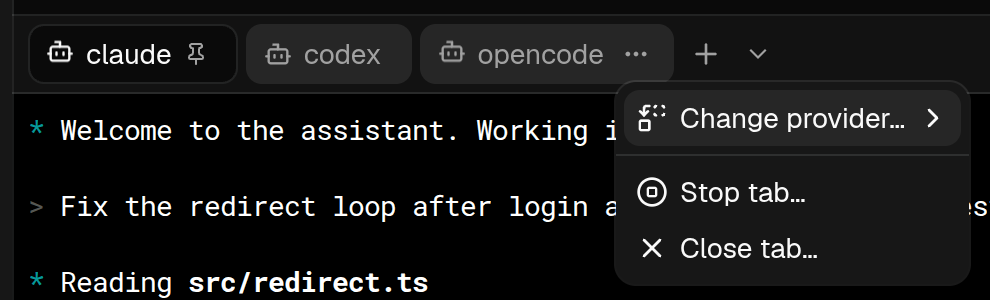 claude codex opencode
Change provider…
* Welcome to the assistant. Working
Stop tab…
> Fix the redirect loop after login
Close tab…
* Reading src/redirect.ts